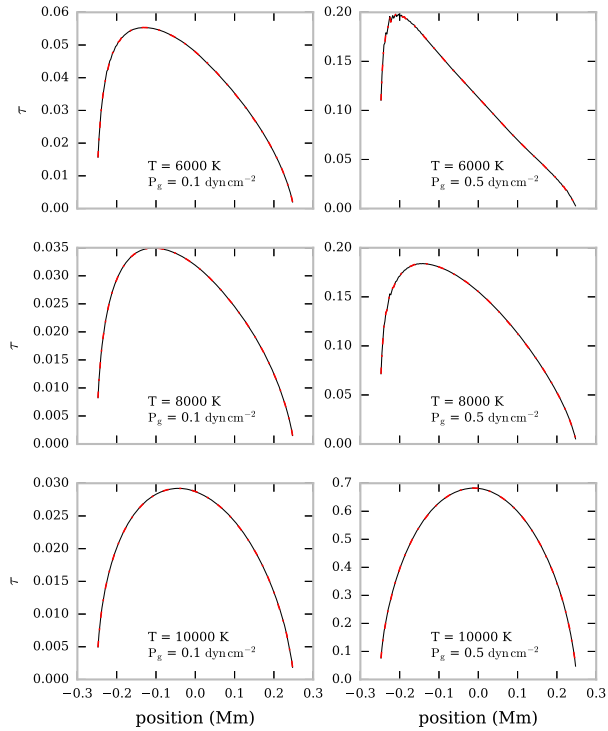 0.06
0.05
0.04
0.03
0.02
0.01
0.00
τ
T = 6000 K
P_g = 0.1 dyn cm⁻²
0.20
0.15
0.10
0.05
0.00
T = 6000 K
P_g = 0.5 dyn cm⁻²
0.035
0.030
0.025
0.020
0.015
0.010
0.005
0.000
τ
T = 8000 K
P_g = 0.1 dyn cm⁻²
0.20
0.15
0.10
0.05
0.00
T = 8000 K
P_g = 0.5 dyn cm⁻²
0.030
0.025
0.020
0.015
0.010
0.005
0.000
τ
T = 10000 K
P_g = 0.1 dyn cm⁻²
−0.3 −0.2 −0.1 0.0 0.1 0.2 0.3
position (Mm)
0.7
0.6
0.5
0.4
0.3
0.2
0.1
0.0
T = 10000 K
P_g = 0.5 dyn cm⁻²
−0.3 −0.2 −0.1 0.0 0.1 0.2 0.3
position (Mm)